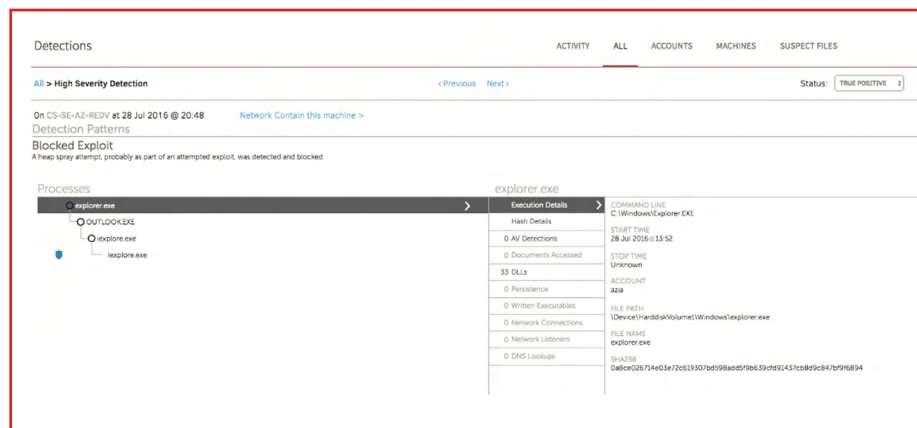 Detections
ACTIVITY ALL ACCOUNTS MACHINES SUSPECT FILES
All > High Severity Detection
‹ Previous Next ›
Status: TRUE POSITIVE
On CS-SE-AZ-REDV at 28 Jul 2016 @ 20:48 Network Contain this machine >
Detection Patterns
Blocked Exploit
A heap spray attempt, probably as part of an attempted exploit, was detected and blocked
Processes
explorer.exe
OUTLOOK.EXE
iexplore.exe
iexplore.exe
explorer.exe
Execution Details
Hash Details
0 AV Detections
0 Documents Accessed
33 DLLs
0 Persistence
0 Written Executables
0 Network Connections
0 Network Listeners
0 DNS Lookups
COMMAND LINE
C:\Windows\Explorer.EXE
START TIME
28 Jul 2016 @ 13:52
STOP TIME
Unknown
ACCOUNT
azia
FILE PATH
\Device\HarddiskVolume1\Windows\explorer.exe
FILE NAME
explorer.exe
SHA256